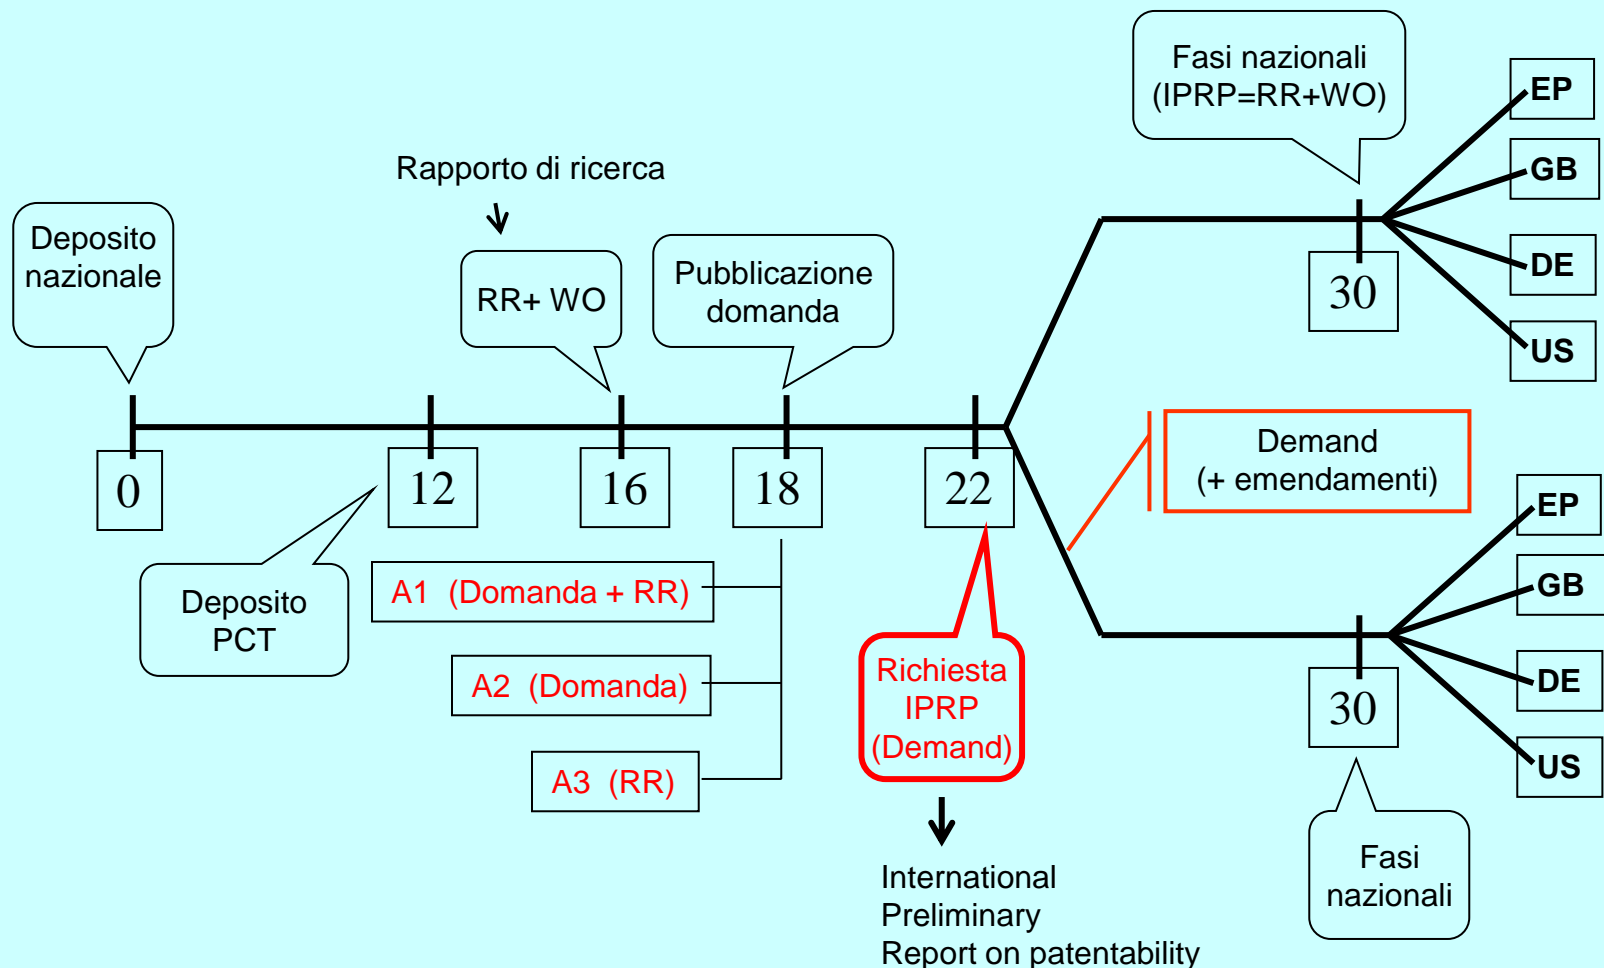 Fasi nazionali
(IPRP=RR+WO)
EP
GB
DE
US
Rapporto di ricerca
Deposito
nazionale
RR+ WO
Pubblicazione
domanda
30
0
12
16
18
22
Demand
(+ emendamenti)
Deposito
PCT
A1 (Domanda + RR)
A2 (Domanda)
A3 (RR)
Richiesta
IPRP
(Demand)
International
Preliminary
Report on patentability
EP
GB
DE
US
30
Fasi
nazionali